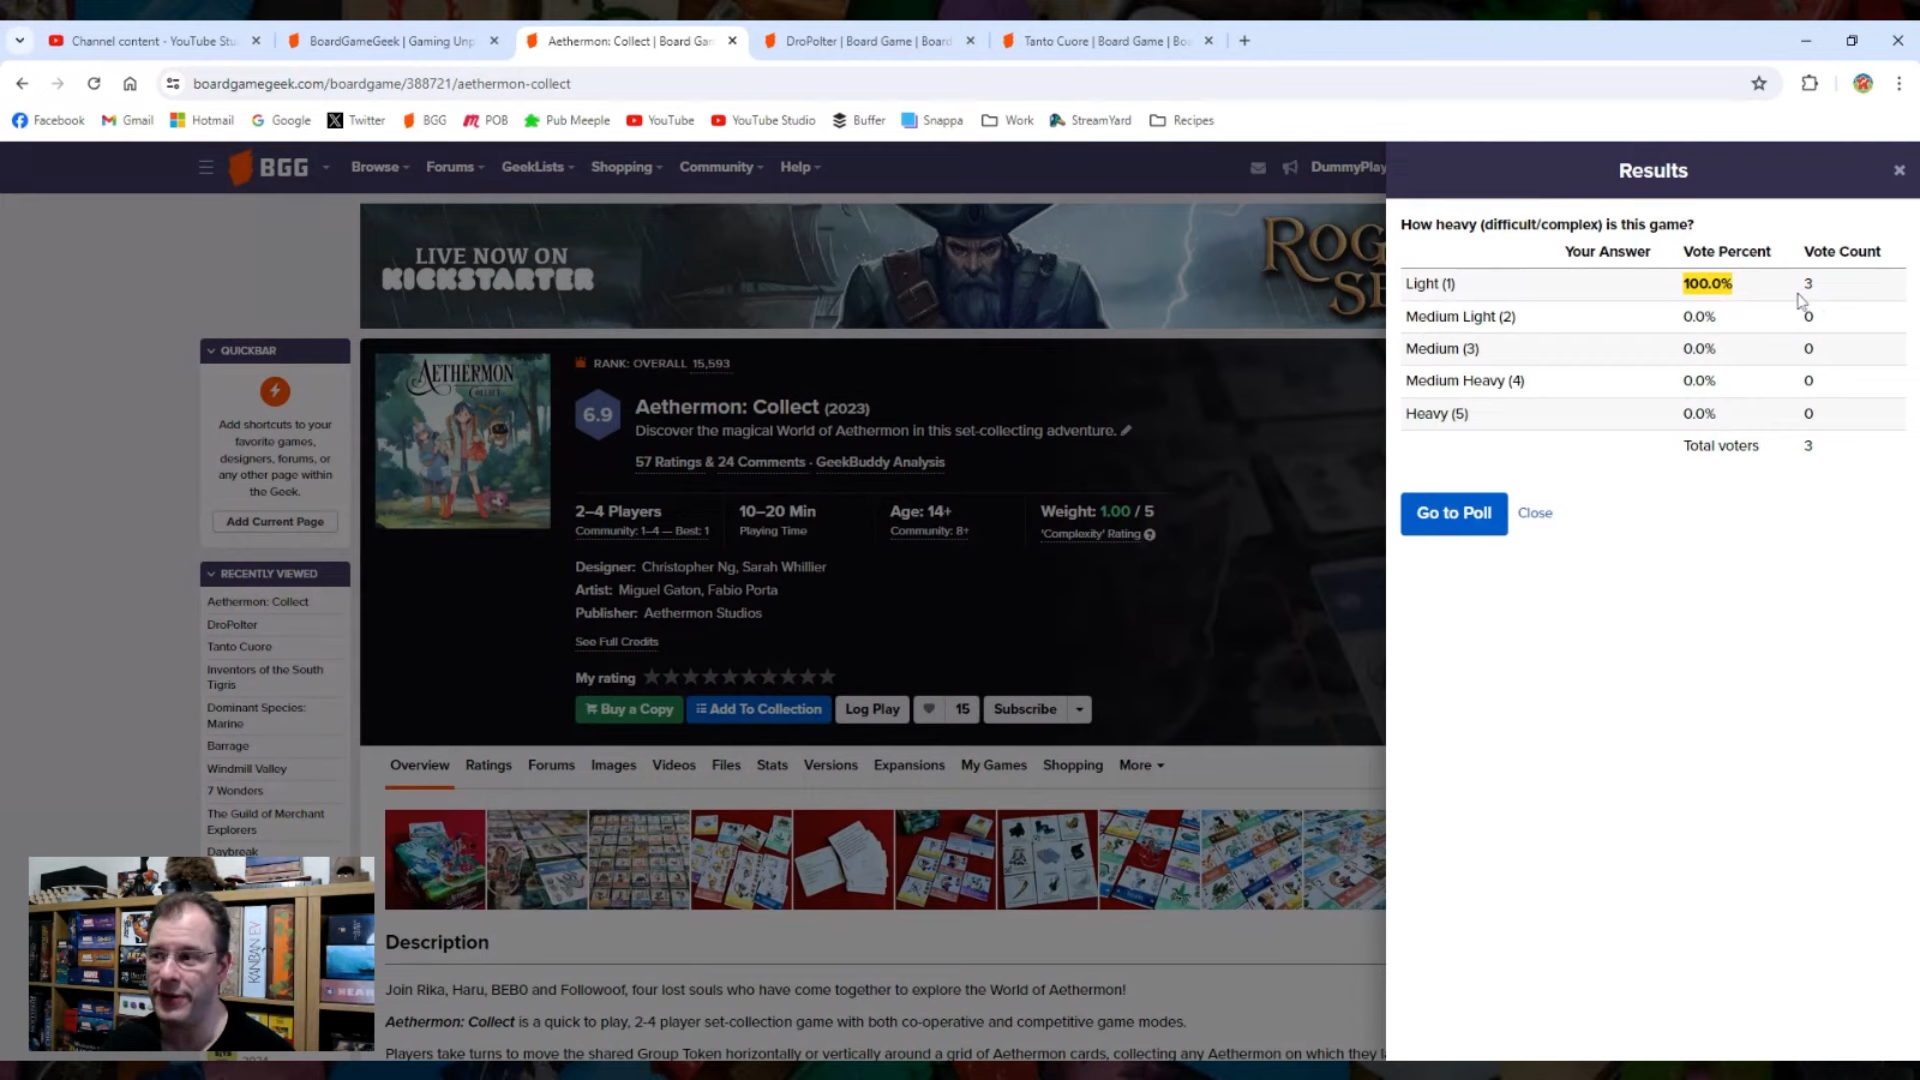 Channel content - YouTube Stu
BoardGameGeek | Gaming Unp
Aethermon: Collect | Board Gam
DroPolter | Board Game | Board
Tanto Cuore | Board Game | Bo
boardgamegeek.com/boardgame/388721/aethermon-collect
Facebook Gmail Hotmail Google Twitter BGG POB Pub Meeple YouTube YouTube Studio Buffer Snappa Work StreamYard Recipes
BGG Browse Forums GeekLists Shopping Community Help DummyPlay
Results
LIVE NOW ON
KICKSTARTER
ROG
SE
How heavy (difficult/complex) is this game?
Your Answer Vote Percent Vote Count
Light (1) 100.0% 3
Medium Light (2) 0.0% 0
Medium (3) 0.0% 0
Medium Heavy (4) 0.0% 0
Heavy (5) 0.0% 0
Total voters 3
Go to Poll Close
QUICKBAR
Add shortcuts to your
favorite games,
designers, forums, or
any other page within
the Geek.
Add Current Page
RECENTLY VIEWED
Aethermon: Collect
DroPolter
Tanto Cuore
Inventors of the South
Tigris
Dominant Species:
Marine
Barrage
Windmill Valley
7 Wonders
The Guild of Merchant
Explorers
Daybreak
AETHERMON
COLLECT
RANK: OVERALL 15,593
6.9
Aethermon: Collect (2023)
Discover the magical World of Aethermon in this set-collecting adventure.
57 Ratings & 24 Comments · GeekBuddy Analysis
2–4 Players 10–20 Min Age: 14+ Weight: 1.00 / 5
Community: 1–4 — Best: 1 Playing Time Community: 8+ 'Complexity' Rating
Designer: Christopher Ng, Sarah Whillier
Artist: Miguel Gaton, Fabio Porta
Publisher: Aethermon Studios
See Full Credits
My rating
Buy a Copy Add To Collection Log Play 15 Subscribe
Overview Ratings Forums Images Videos Files Stats Versions Expansions My Games Shopping More
Description
Join Rika, Haru, BEB0 and Followoof, four lost souls who have come together to explore the World of Aethermon!
Aethermon: Collect is a quick to play, 2-4 player set-collection game with both co-operative and competitive game modes.
Players take turns to move the shared Group Token horizontally or vertically around a grid of Aethermon cards, collecting any Aethermon on which they l
KANBAN EV
HEA
2024